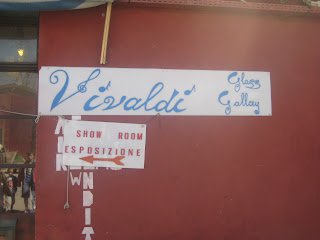 Vivaldi
Glass
Gallery
SHOW ROOM
ESPOSIZIONE